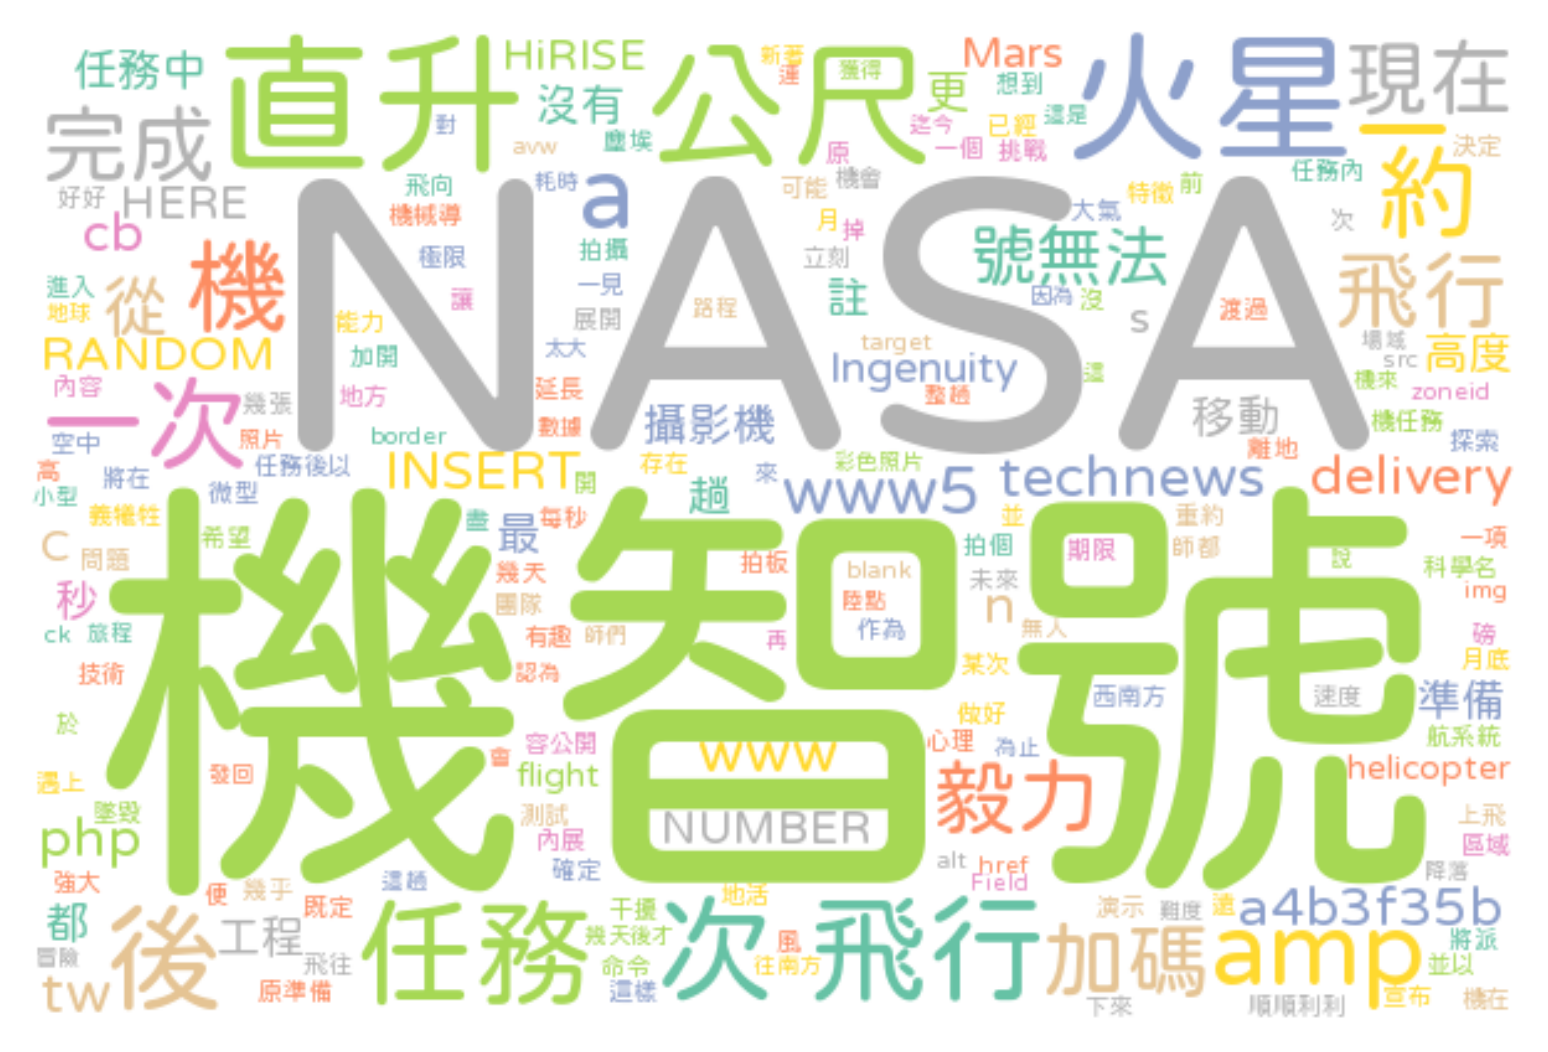 任務中 直升 HiRISE 公尺 新著 Mars 火星 現在
運 獲得 更 想到
完成 沒有 這是 一約
對 avw 塵埃 原 迄今 一個 已經 挑戰 決定
好好 HERE 飛向 耗時 a 可能 機會 特徵 前 任務內
cb 機械導 NASA 月 掉 大氣 次
進入 從 機 極限 拍攝 立刻 號無法 飛行
地球 讓 一見 路程 註 因為 沒 s 渡過
RANDOM 能力 展開 target 場域 高度
加開 太大 Ingenuity 這 src
內容 一次 幾張 地方 延長 整趟 移動 機來 zoneid
空中 照片 border 數據 攝影機 離地 機任務 探索
高 將在 任務後以 INSERT 開 存在 來 彩色照片 technews delivery
小型 微型 趟 www5
義犧牲 希望 盡 最 每秒 並 重約 一項
C 問題 機智號 拍板 拍個 期限 師都 說 科學名
秒 幾天 團隊 blank 未來 n img
ck 旅程 有趣 師們 陸點 作為 再 無人 磅
技術 認為 某次 月底
於 做好 西南方 速度 準備
會 容公開 www 心理 為止 航系統
遇上 發回 flight 毅力 helicopter
墜毀 測試 NUMBER 上飛
php 內展 alt href 區域
強大 便 幾乎 這趟 確定 Field 降落
都 後 既定 任務 干擾 地活 次 飛行 演示 難度 遠 a4b3f35b
冒險 工程 飛往 幾天後才 風 加碼 amp 將派
tw 原準備 命令 這樣 往南方 下來 順順利利 並以 宣布 機在